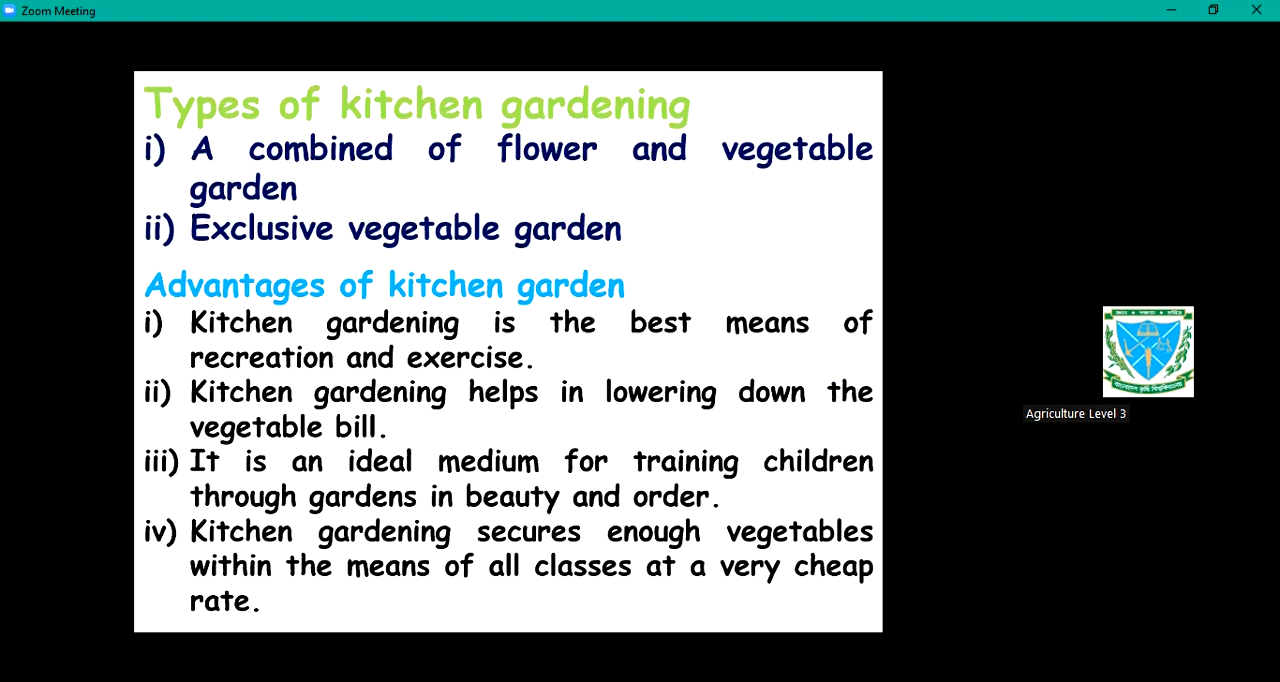 Zoom Meeting
Types of kitchen gardening
i) A combined of flower and vegetable
garden
ii) Exclusive vegetable garden
Advantages of kitchen garden
i) Kitchen gardening is the best means of
recreation and exercise.
ii) Kitchen gardening helps in lowering down the
vegetable bill.
iii) It is an ideal medium for training children
through gardens in beauty and order.
iv) Kitchen gardening secures enough vegetables
within the means of all classes at a very cheap
rate.
Agriculture Level 3